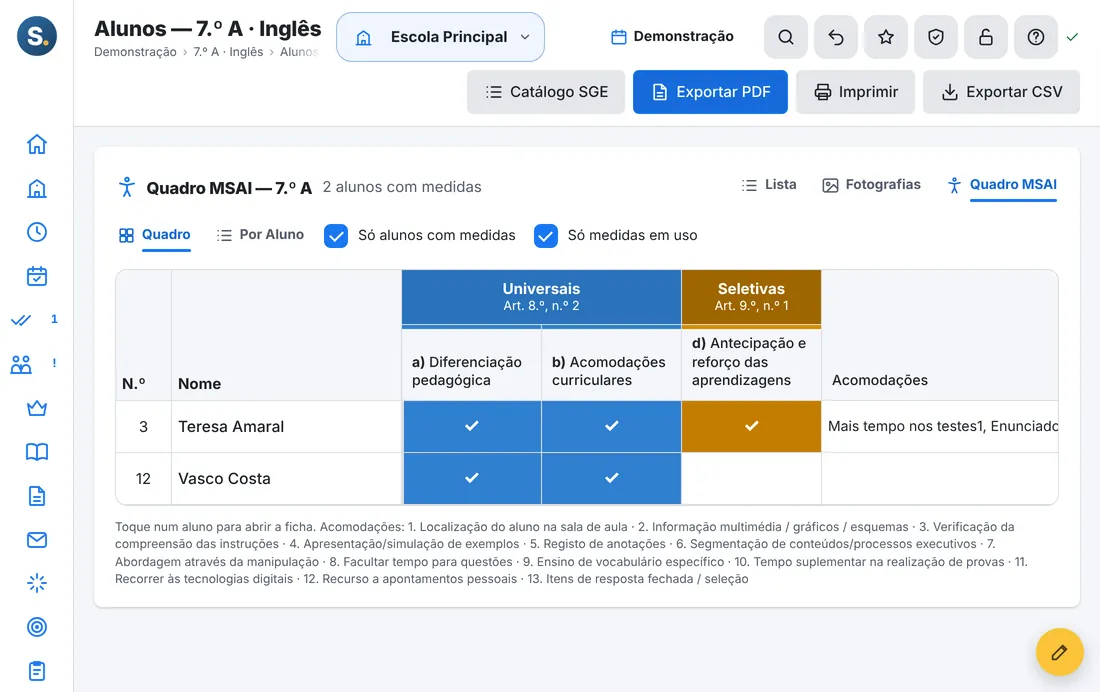 S.
Alunos — 7.º A · Inglês
Demonstração › 7.º A · Inglês › Alunos
Escola Principal
Demonstração
Catálogo SGE
Exportar PDF
Imprimir
Exportar CSV
1
!
Quadro MSAI — 7.º A 2 alunos com medidas
Lista
Fotografias
Quadro MSAI
Quadro
Por Aluno
Só alunos com medidas
Só medidas em uso
Universais
Art. 8.º, n.º 2
Seletivas
Art. 9.º, n.º 1
N.º
Nome
a) Diferenciação
pedagógica
b) Acomodações
curriculares
d) Antecipação e
reforço das
aprendizagens
Acomodações
3 Teresa Amaral Mais tempo nos testes1, Enunciado
12 Vasco Costa
Toque num aluno para abrir a ficha. Acomodações: 1. Localização do aluno na sala de aula · 2. Informação multimédia / gráficos / esquemas · 3. Verificação da
compreensão das instruções · 4. Apresentação/simulação de exemplos · 5. Registo de anotações · 6. Segmentação de conteúdos/processos executivos · 7.
Abordagem através da manipulação · 8. Facultar tempo para questões · 9. Ensino de vocabulário específico · 10. Tempo suplementar na realização de provas · 11.
Recorrer às tecnologias digitais · 12. Recurso a apontamentos pessoais · 13. Itens de resposta fechada / seleção